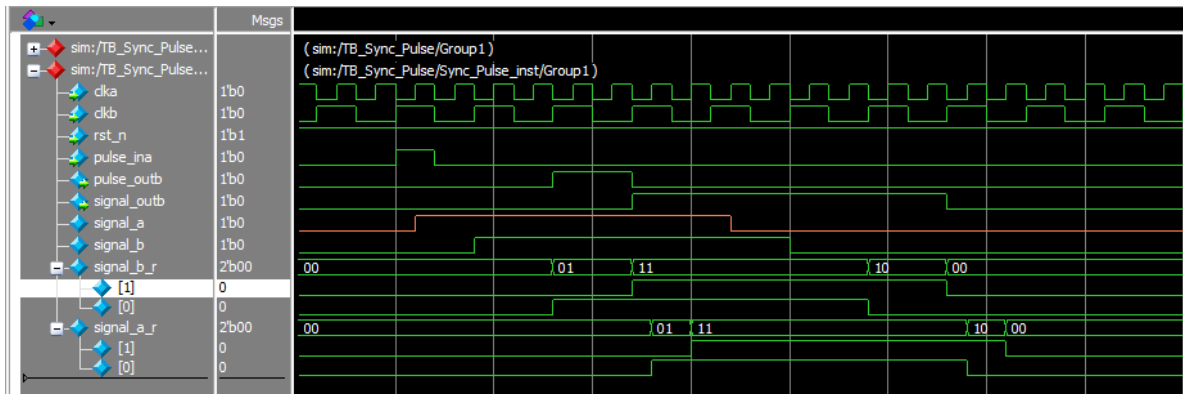 Msgs
sim:/TB_Sync_Pulse...
( sim:/TB_Sync_Pulse/Group1 )
sim:/TB_Sync_Pulse...
( sim:/TB_Sync_Pulse/Sync_Pulse_inst/Group1 )
clka 1'b0
clkb 1'b0
rst_n 1'b1
pulse_ina 1'b0
pulse_outb 1'b0
signal_outb 1'b0
signal_a 1'b0
signal_b 1'b0
signal_b_r 2'b00 00 01 11 10 00
[1] 0
[0] 0
signal_a_r 2'b00 00 01 11 10 00
[1] 0
[0] 0